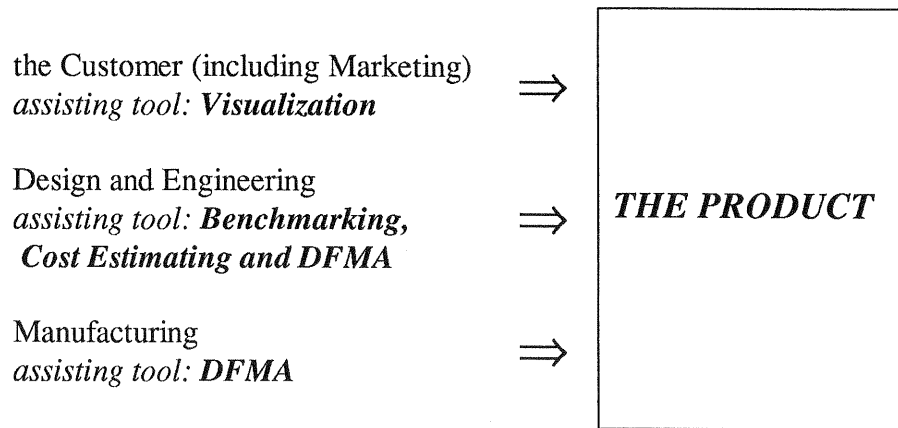 the Customer (including Marketing)
assisting tool: Visualization
Design and Engineering
assisting tool: Benchmarking,
Cost Estimating and DFMA
THE PRODUCT
Manufacturing
assisting tool: DFMA